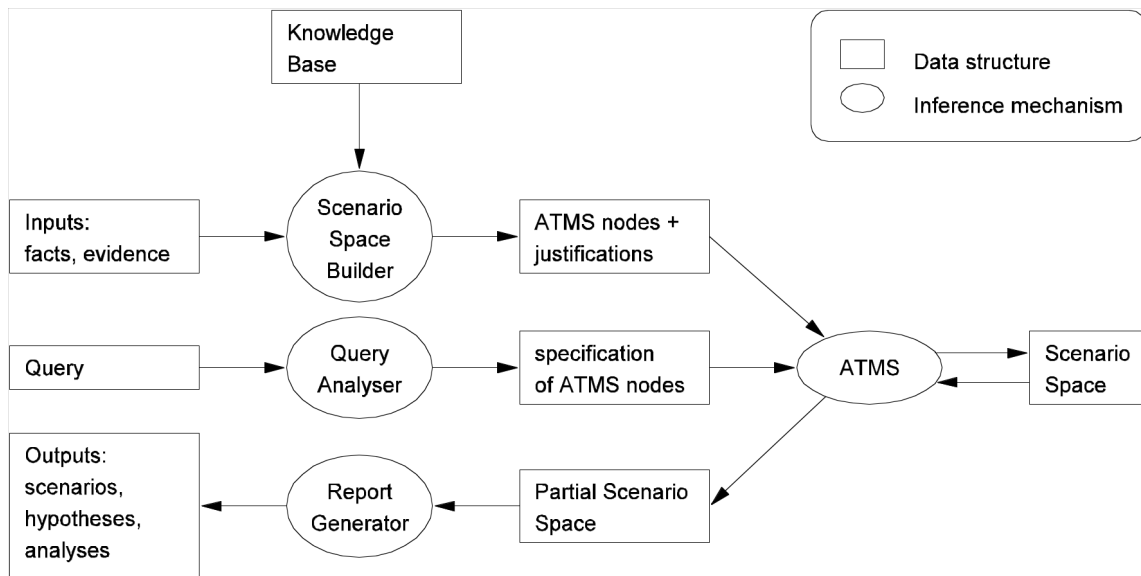 Knowledge
Base
Data structure
Inference mechanism
Inputs:
facts, evidence
Scenario
Space
Builder
ATMS nodes +
justifications
Query
Query
Analyser
specification
of ATMS nodes
ATMS
Scenario
Space
Outputs:
scenarios,
hypotheses,
analyses
Report
Generator
Partial Scenario
Space